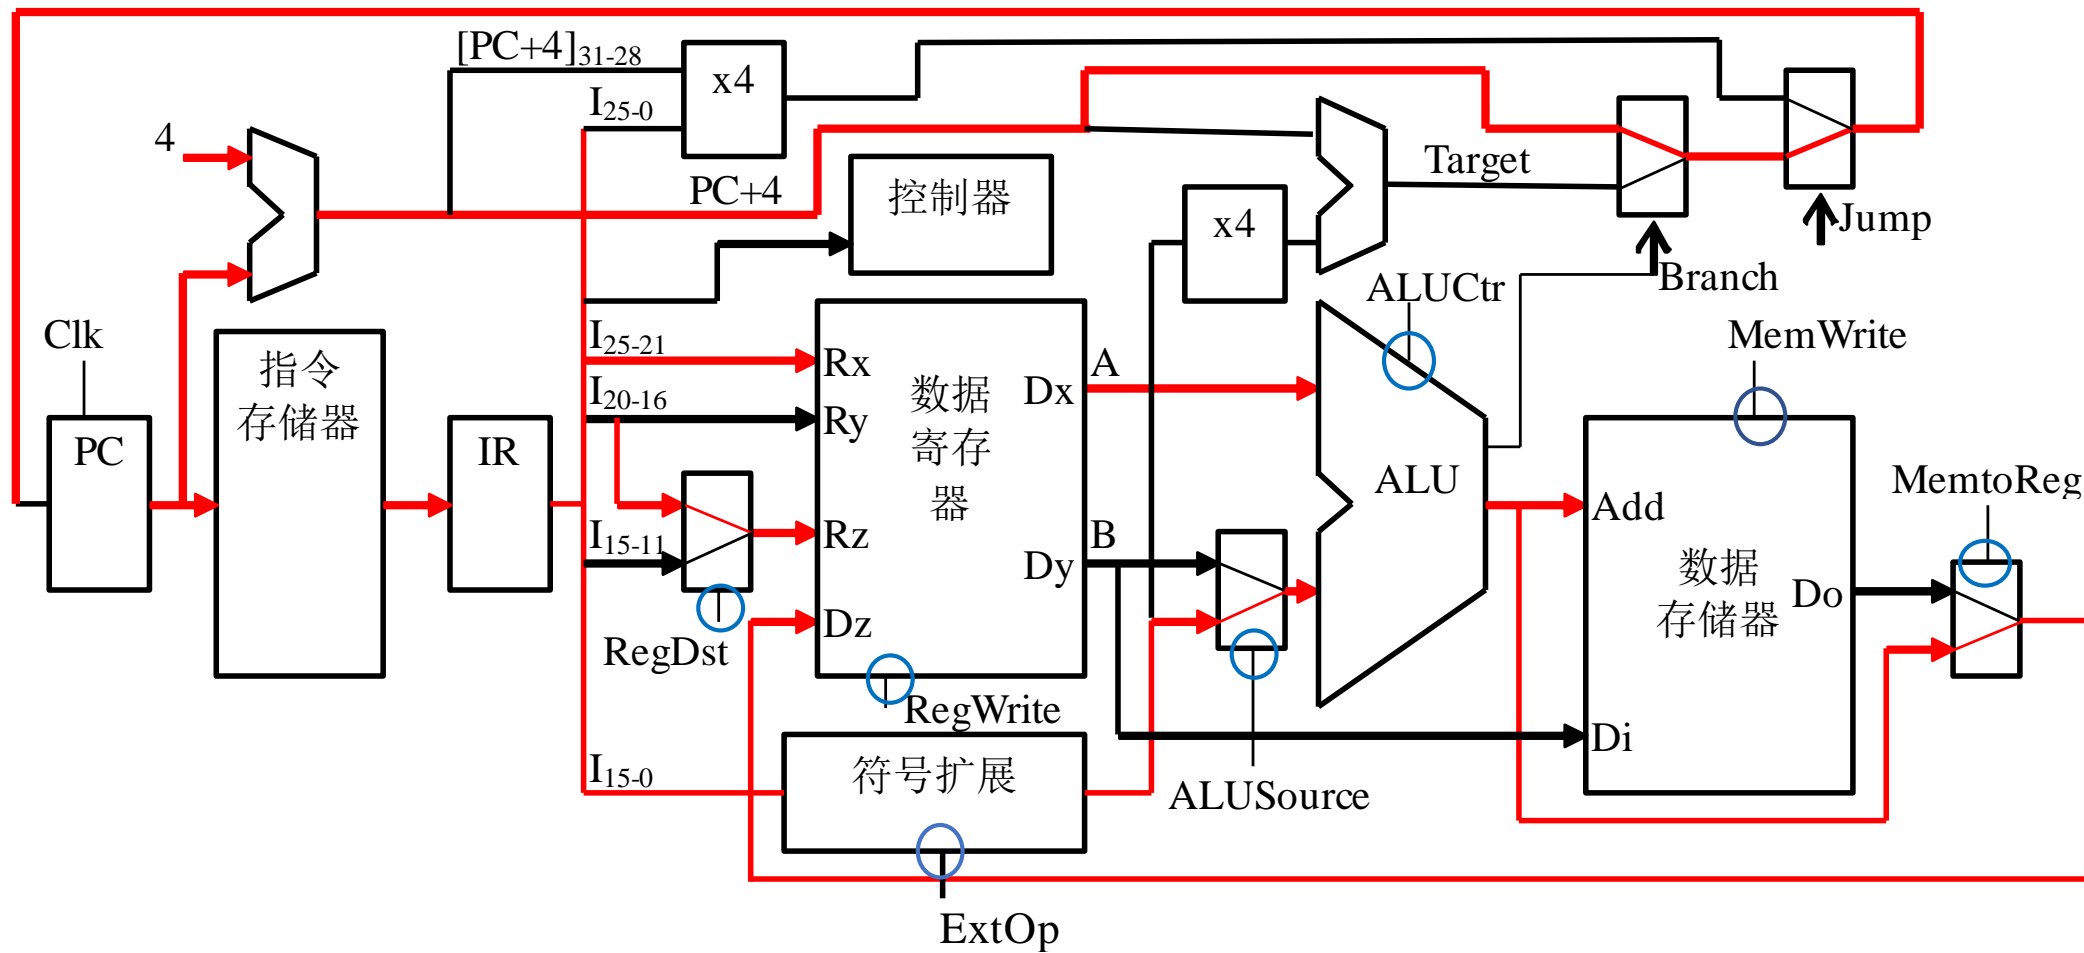 [PC+4]31-28
x4
I25-0
4
PC+4
控制器
Target
x4
Jump
Branch
ALUCtr
Clk
指令
存储器
PC
IR
I25-21
Rx
I20-16
Ry
数据
寄存
器
Dx
A
ALU
MemWrite
MemtoReg
Add
I15-11
Rz
Dy
B
数据
存储器
Do
Dz
RegDst
RegWrite
Di
I15-0
符号扩展
ALUSource
ExtOp